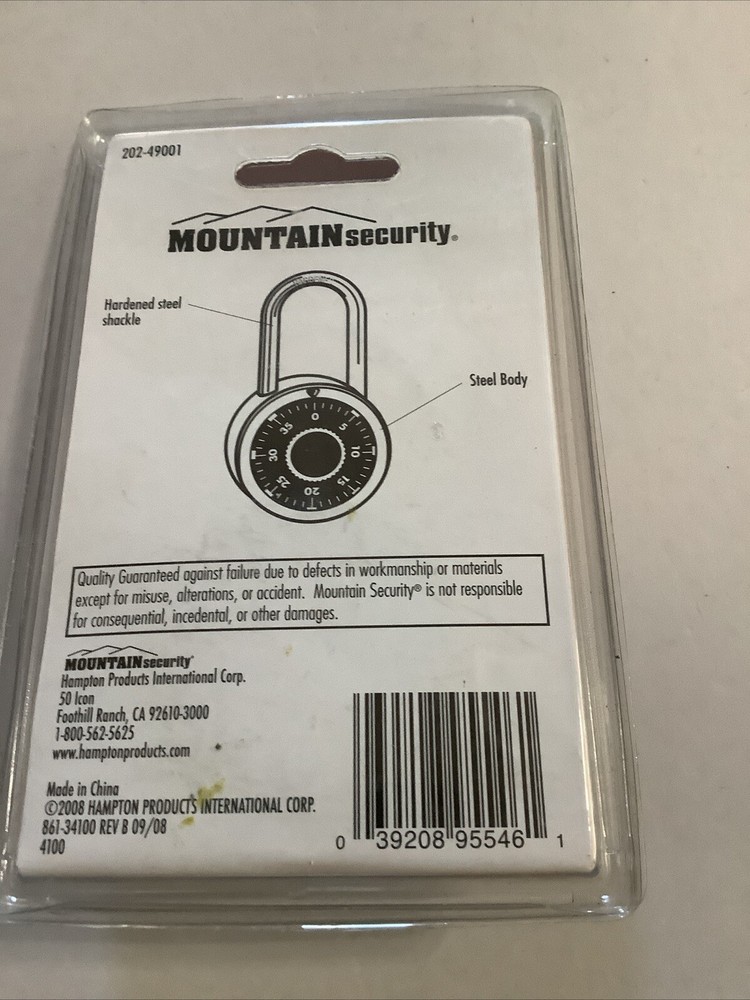 202-49001
MOUNTAIN security®
Hardened steel
shackle
Steel Body
0
5
10
15
20
25
30
35
Quality Guaranteed against failure due to defects in workmanship or materials
except for misuse, alterations, or accident. Mountain Security® is not responsible
for consequential, incedental, or other damages.
MOUNTAIN security®
Hampton Products International Corp.
50 Icon
Foothill Ranch, CA 92610-3000
1-800-562-5625
www.hamptonproducts.com
Made in China
©2008 HAMPTON PRODUCTS INTERNATIONAL CORP.
861-34100 REV B 09/08
4100
0 39208 95546 1